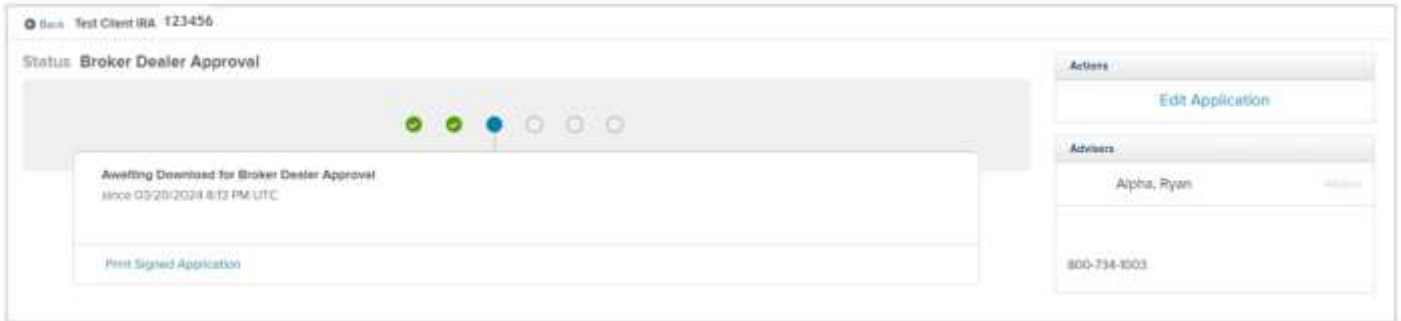 Back Test Client IRA 123456
Status Broker Dealer Approval
Awaiting Download for Broker Dealer Approval
since 03/20/2024 8:13 PM UTC
Print Signed Application
Actions
Edit Application
Advisors
Alpha, Ryan
800-734-1003